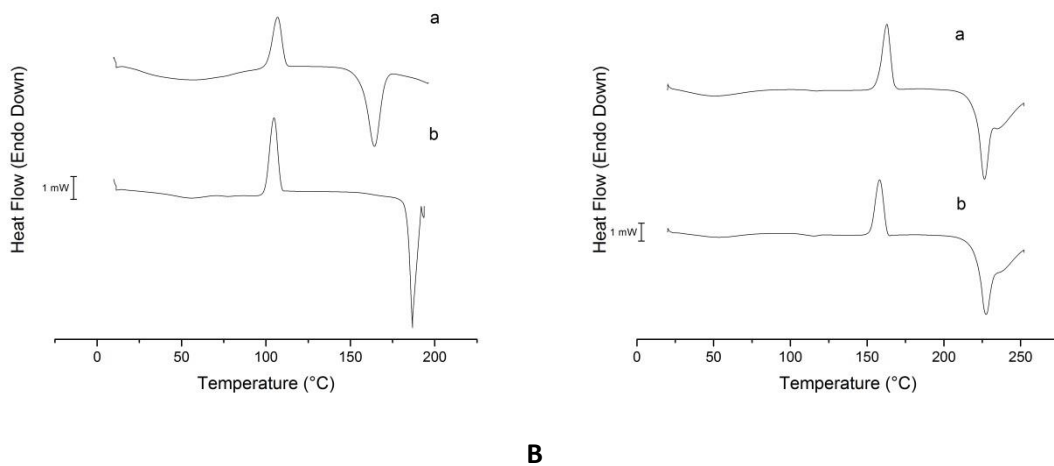 a
b
1 mW
Heat Flow (Endo Down)
0 50 100 150 200
Temperature (°C)
a
b
1 mW
Heat Flow (Endo Down)
0 50 100 150 200 250
Temperature (°C)
B